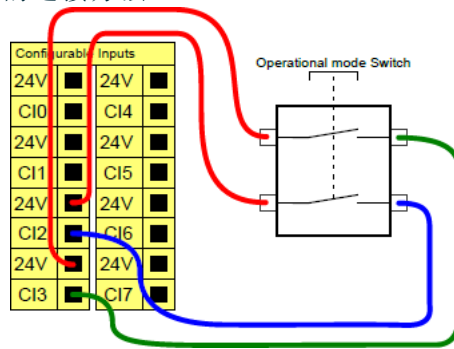 Configurable Inputs
24V 24V
CI0 CI4
24V 24V
CI1 CI5
24V 24V
CI2 CI6
24V 24V
CI3 CI7
Operational mode Switch